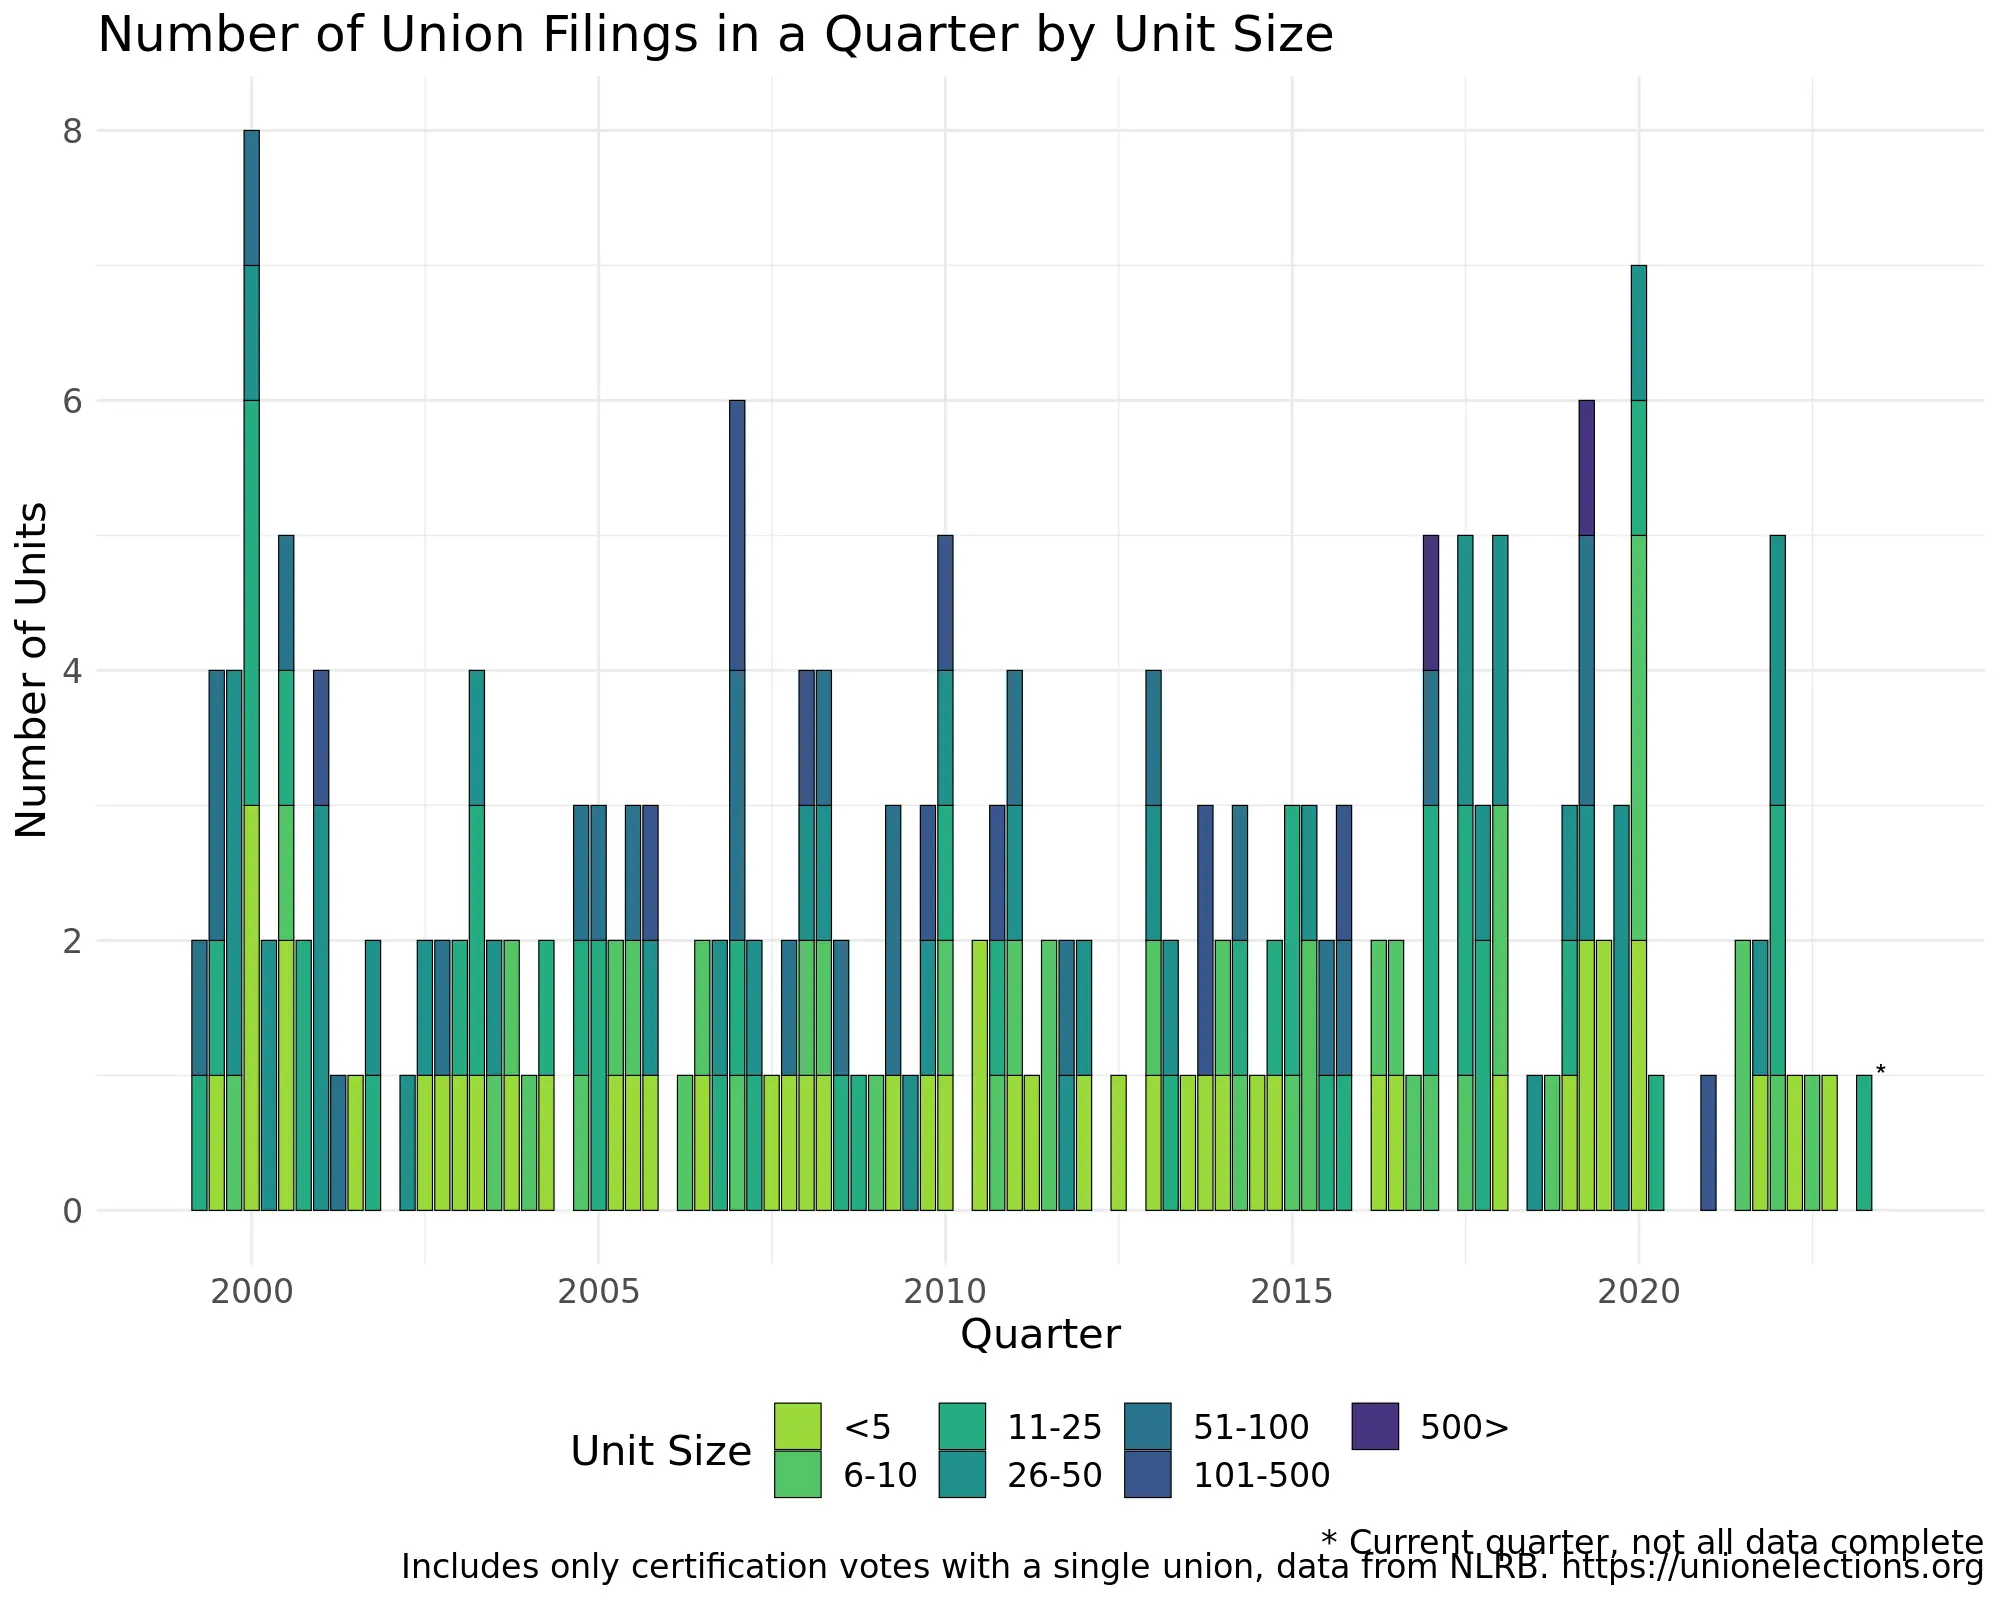 Number of Union Filings in a Quarter by Unit Size
Number of Units
8
6
4
2
0
*
2000 2005 2010 2015 2020
Quarter
Unit Size
<5 11-25 51-100 500>
6-10 26-50 101-500
* Current quarter, not all data complete
Includes only certification votes with a single union, data from NLRB. https://unionelections.org